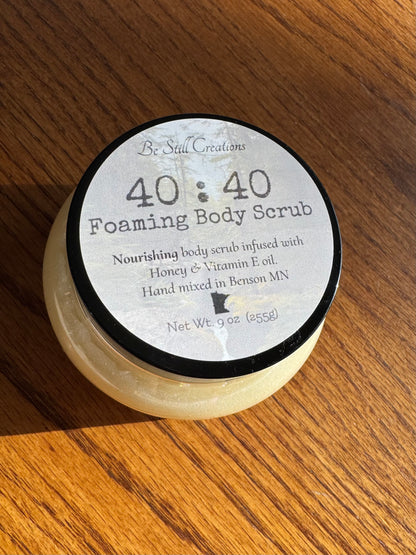 Be Still Creations
40:40
Foaming Body Scrub
Nourishing body scrub infused with
Honey & Vitamin E oil.
Hand mixed in Benson MN
Net Wt. 9 oz (255g)